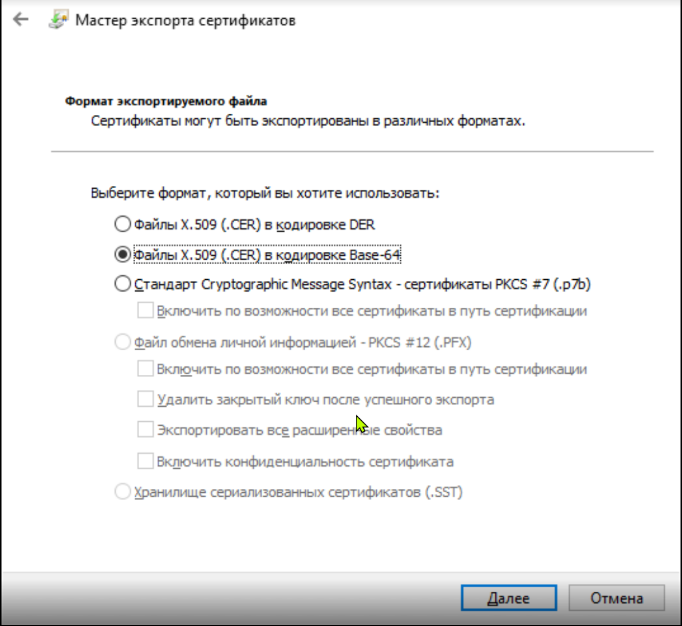 Мастер экспорта сертификатов
Формат экспортируемого файла
Сертификаты могут быть экспортированы в различных форматах.
Выберите формат, который вы хотите использовать:
Файлы X.509 (.CER) в кодировке DER
Файлы X.509 (.CER) в кодировке Base-64
Стандарт Cryptographic Message Syntax - сертификаты PKCS #7 (.p7b)
Включить по возможности все сертификаты в путь сертификации
Файл обмена личной информацией - PKCS #12 (.PFX)
Включить по возможности все сертификаты в путь сертификации
Удалить закрытый ключ после успешного экспорта
Экспортировать все расширенные свойства
Включить конфиденциальность сертификата
Хранилище сериализованных сертификатов (.SST)
Далее
Отмена